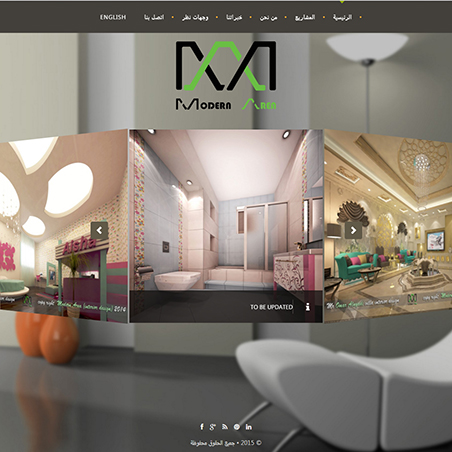 الرئيسية • المشاريع • من نحن • خبراتنا • وجهات نظر • اتصل بنا ENGLISH
MODERN AREA
Aisha
Modern Area (interior design) 2014
TO BE UPDATED
© 2015 • جميع الحقوق محفوظة